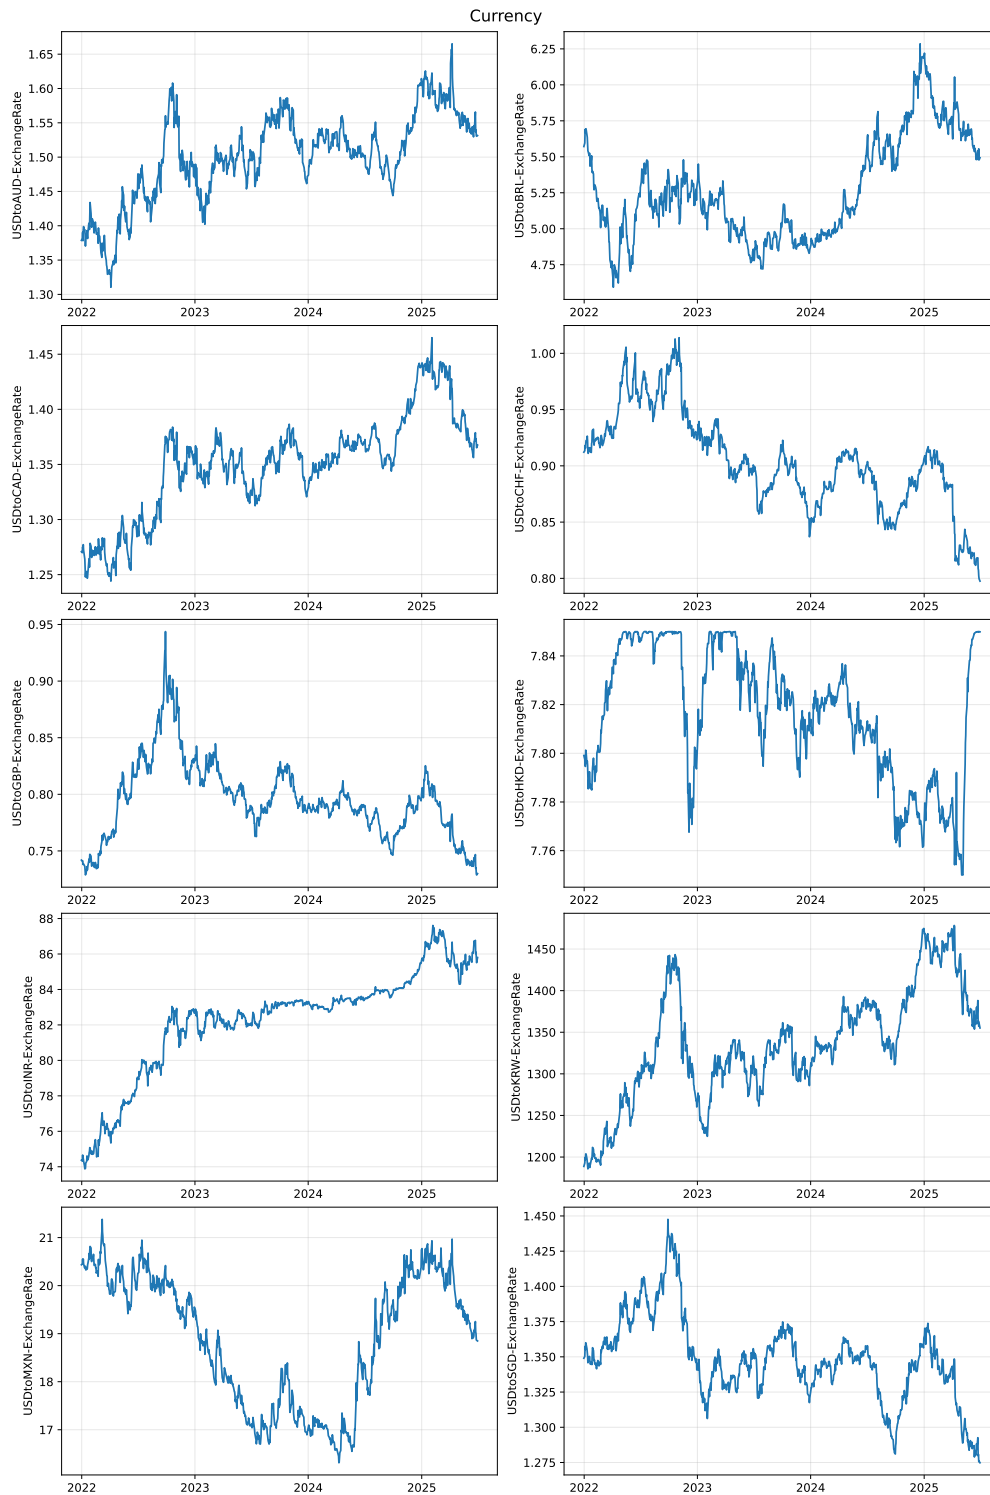 Currency
USDtoAUD-ExchangeRate
1.65
1.60
1.55
1.50
1.45
1.40
1.35
1.30
2022 2023 2024 2025
USDtoBRL-ExchangeRate
6.25
6.00
5.75
5.50
5.25
5.00
4.75
2022 2023 2024 2025
USDtoCAD-ExchangeRate
1.45
1.40
1.35
1.30
1.25
2022 2023 2024 2025
USDtoCHF-ExchangeRate
1.00
0.95
0.90
0.85
0.80
2022 2023 2024 2025
USDtoGBP-ExchangeRate
0.95
0.90
0.85
0.80
0.75
2022 2023 2024 2025
USDtoHKD-ExchangeRate
7.84
7.82
7.80
7.78
7.76
2022 2023 2024 2025
USDtoINR-ExchangeRate
88
86
84
82
80
78
76
74
2022 2023 2024 2025
USDtoKRW-ExchangeRate
1450
1400
1350
1300
1250
1200
2022 2023 2024 2025
USDtoMXN-ExchangeRate
21
20
19
18
17
2022 2023 2024 2025
USDtoSGD-ExchangeRate
1.450
1.425
1.400
1.375
1.350
1.325
1.300
1.275
2022 2023 2024 2025